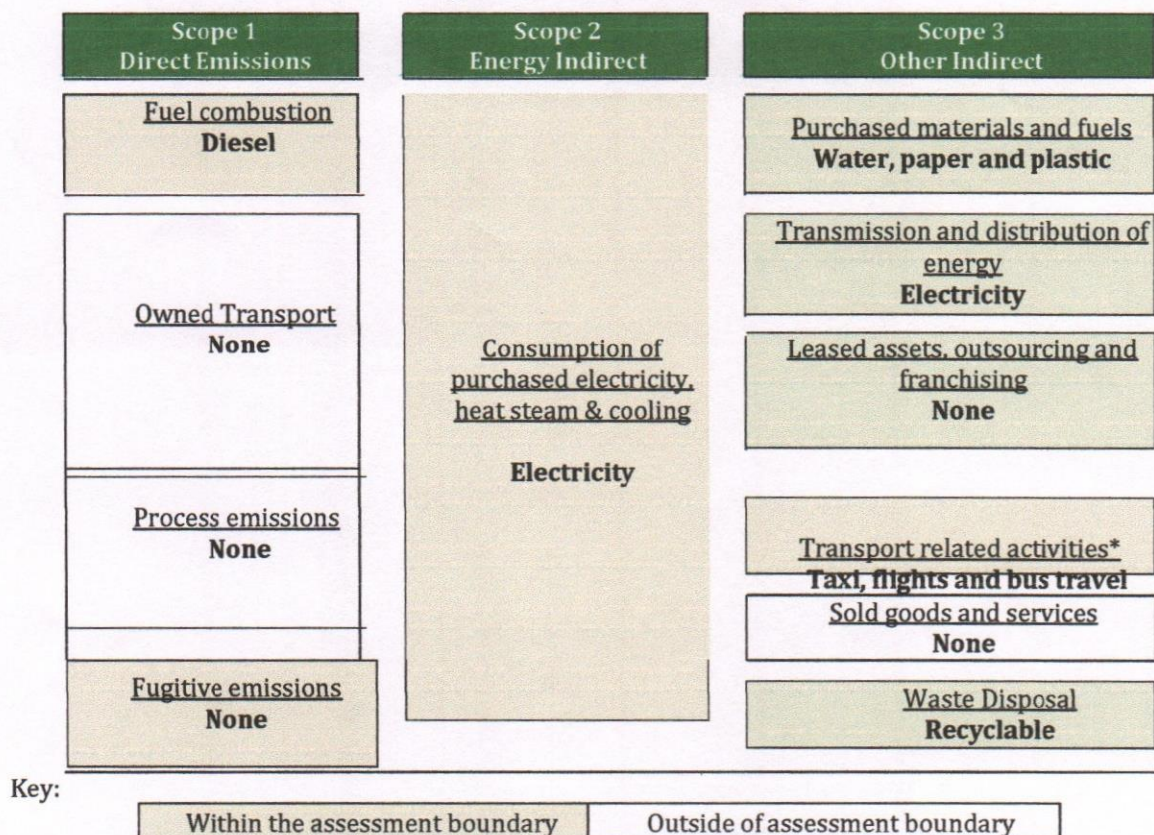 Scope 1
Direct Emissions
Fuel combustion
Diesel
Owned Transport
None
Process emissions
None
Fugitive emissions
None
Scope 2
Energy Indirect
Consumption of
purchased electricity,
heat steam & cooling
Electricity
Scope 3
Other Indirect
Purchased materials and fuels
Water, paper and plastic
Transmission and distribution of
energy
Electricity
Leased assets, outsourcing and
franchising
None
Transport related activities*
Taxi, flights and bus travel
Sold goods and services
None
Waste Disposal
Recyclable
Key:
Within the assessment boundary
Outside of assessment boundary